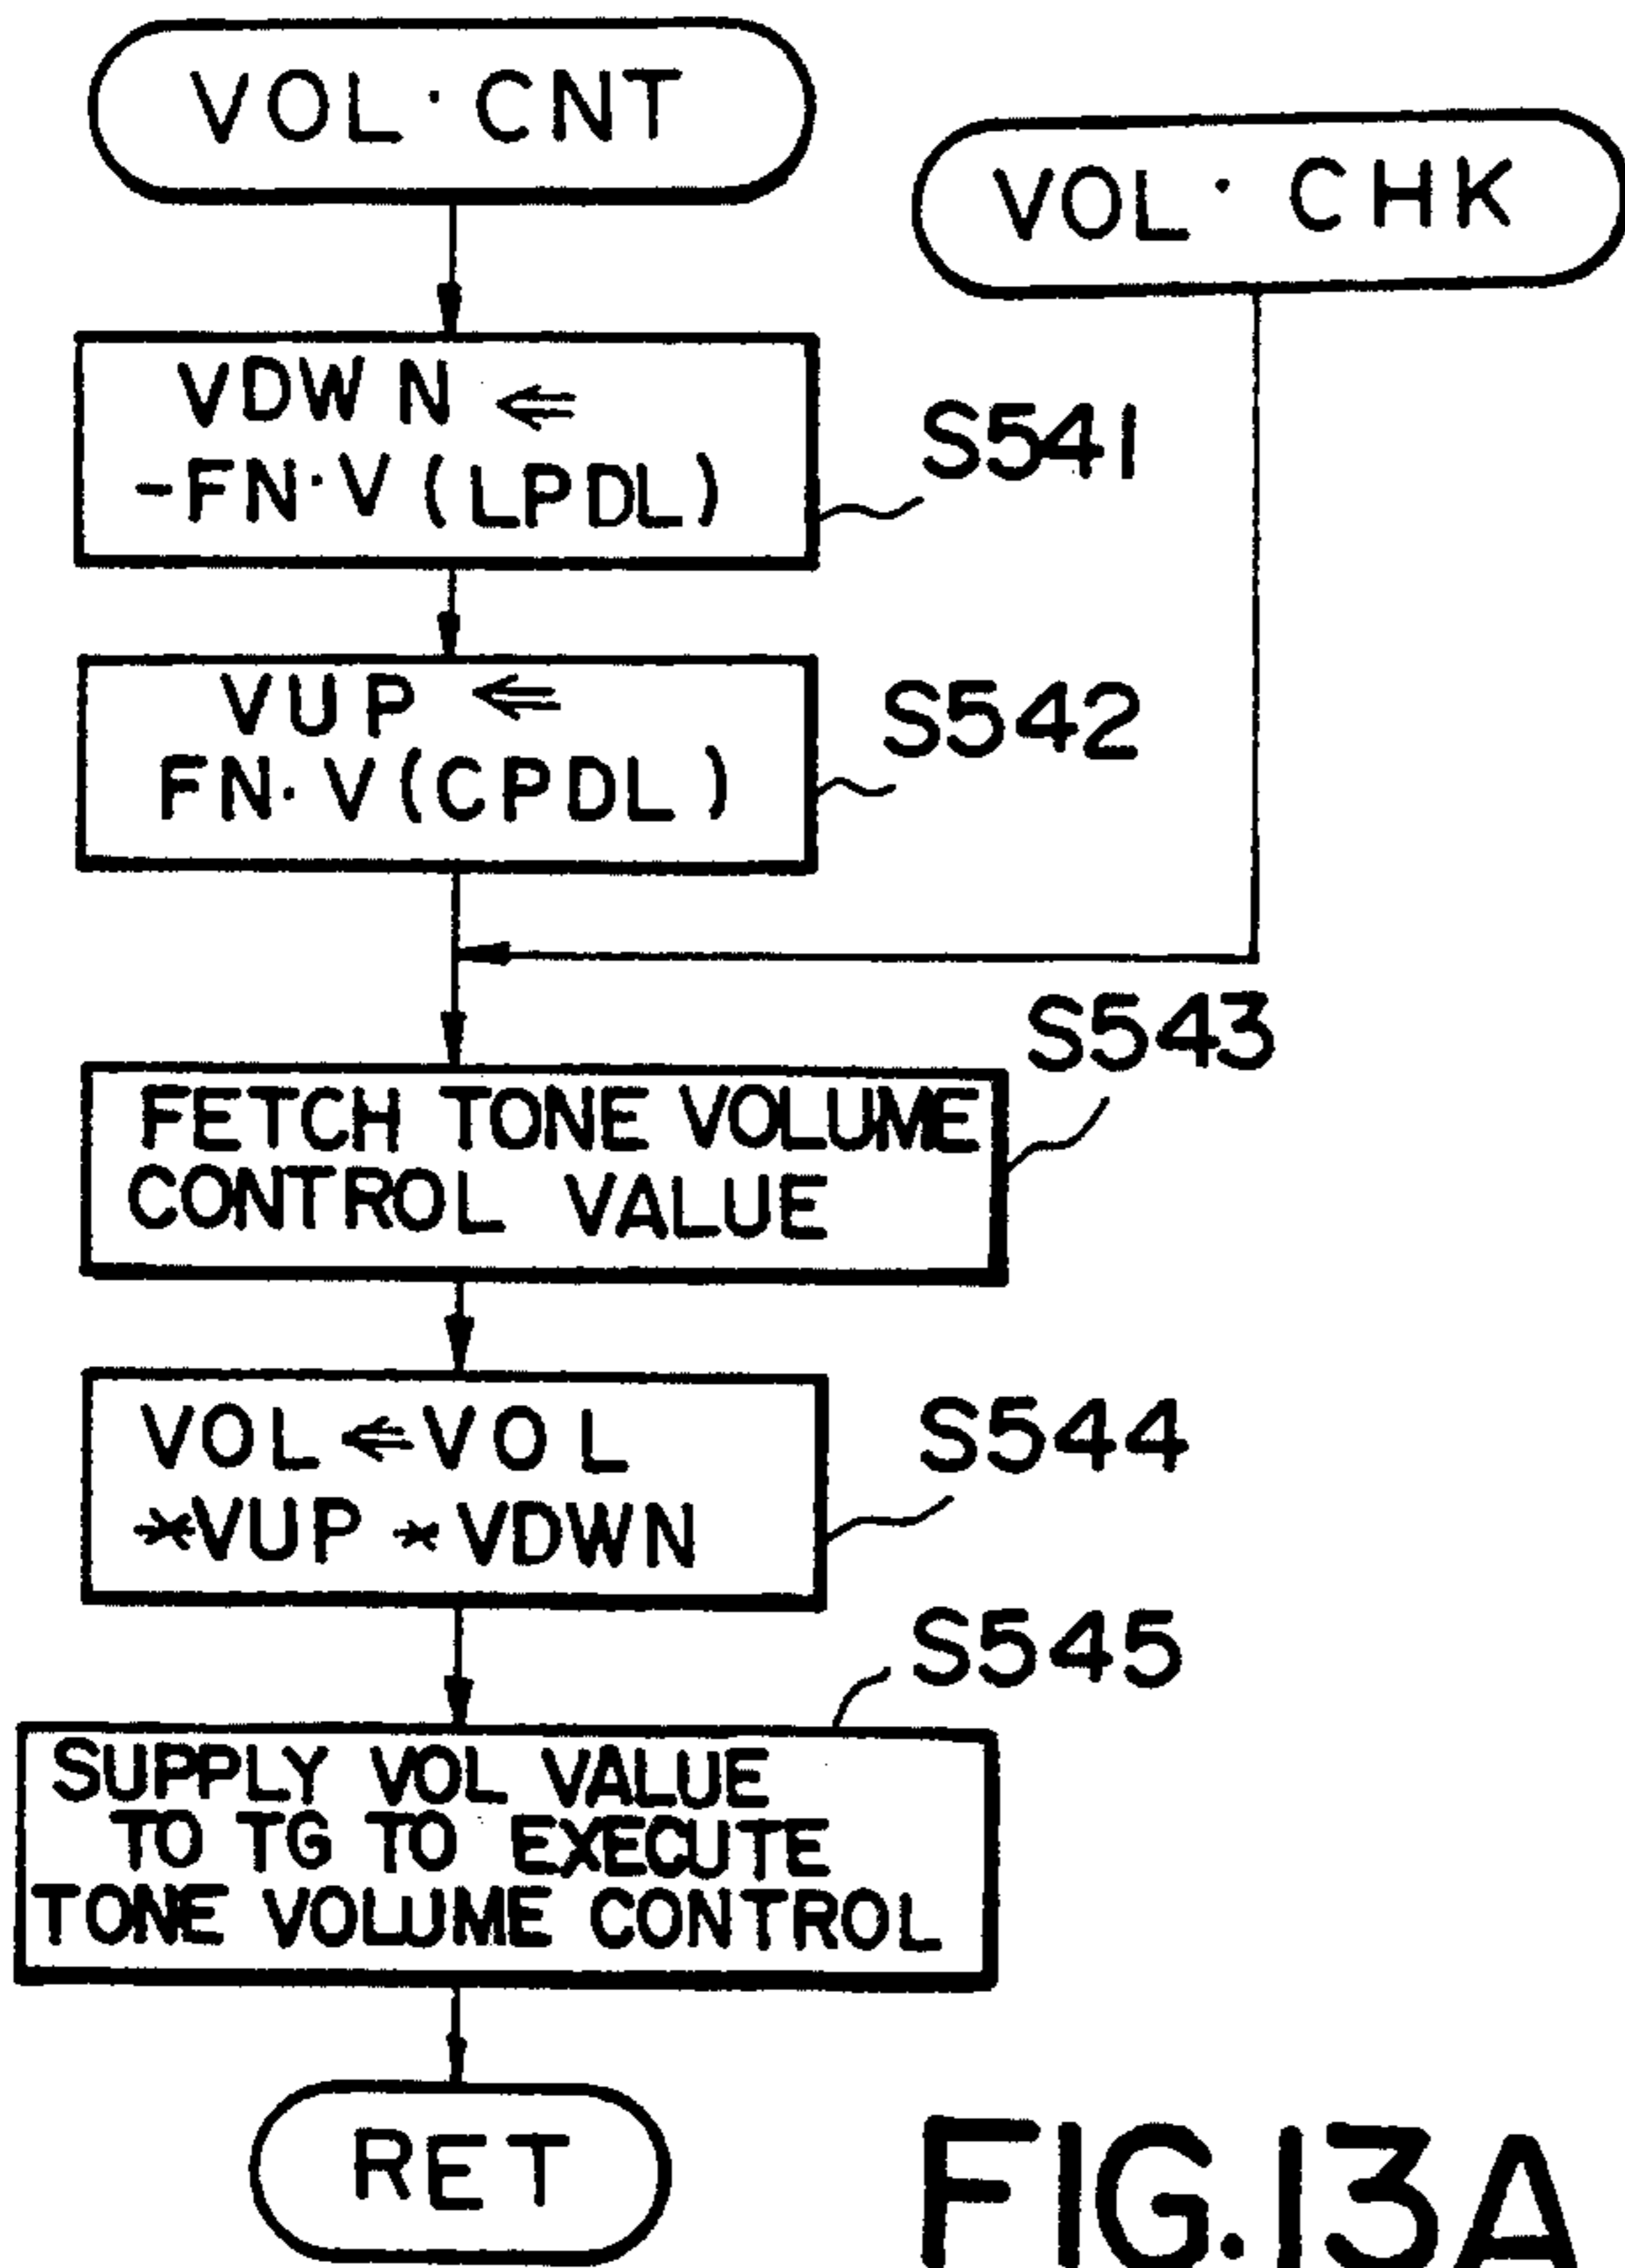 VOL·CNT
VOL·CHK
VDWN ⇐
-FN·V(LPDL)
S541
VUP ⇐
FN·V(CPDL)
S542
S543
FETCH TONE VOLUME
CONTROL VALUE
VOL⇐VOL
*VUP*VDWN
S544
S545
SUPPLY VOL VALUE
TO TG TO EXECUTE
TONE VOLUME CONTROL
RET
FIG.13A